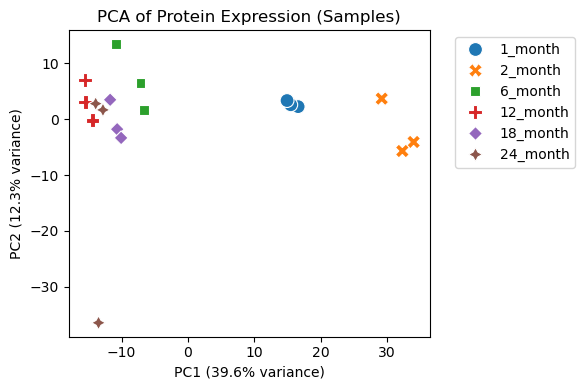 PCA of Protein Expression (Samples)
10
0
−10
−20
−30
PC2 (12.3% variance)
−10
0
10
20
30
PC1 (39.6% variance)
1_month
2_month
6_month
12_month
18_month
24_month